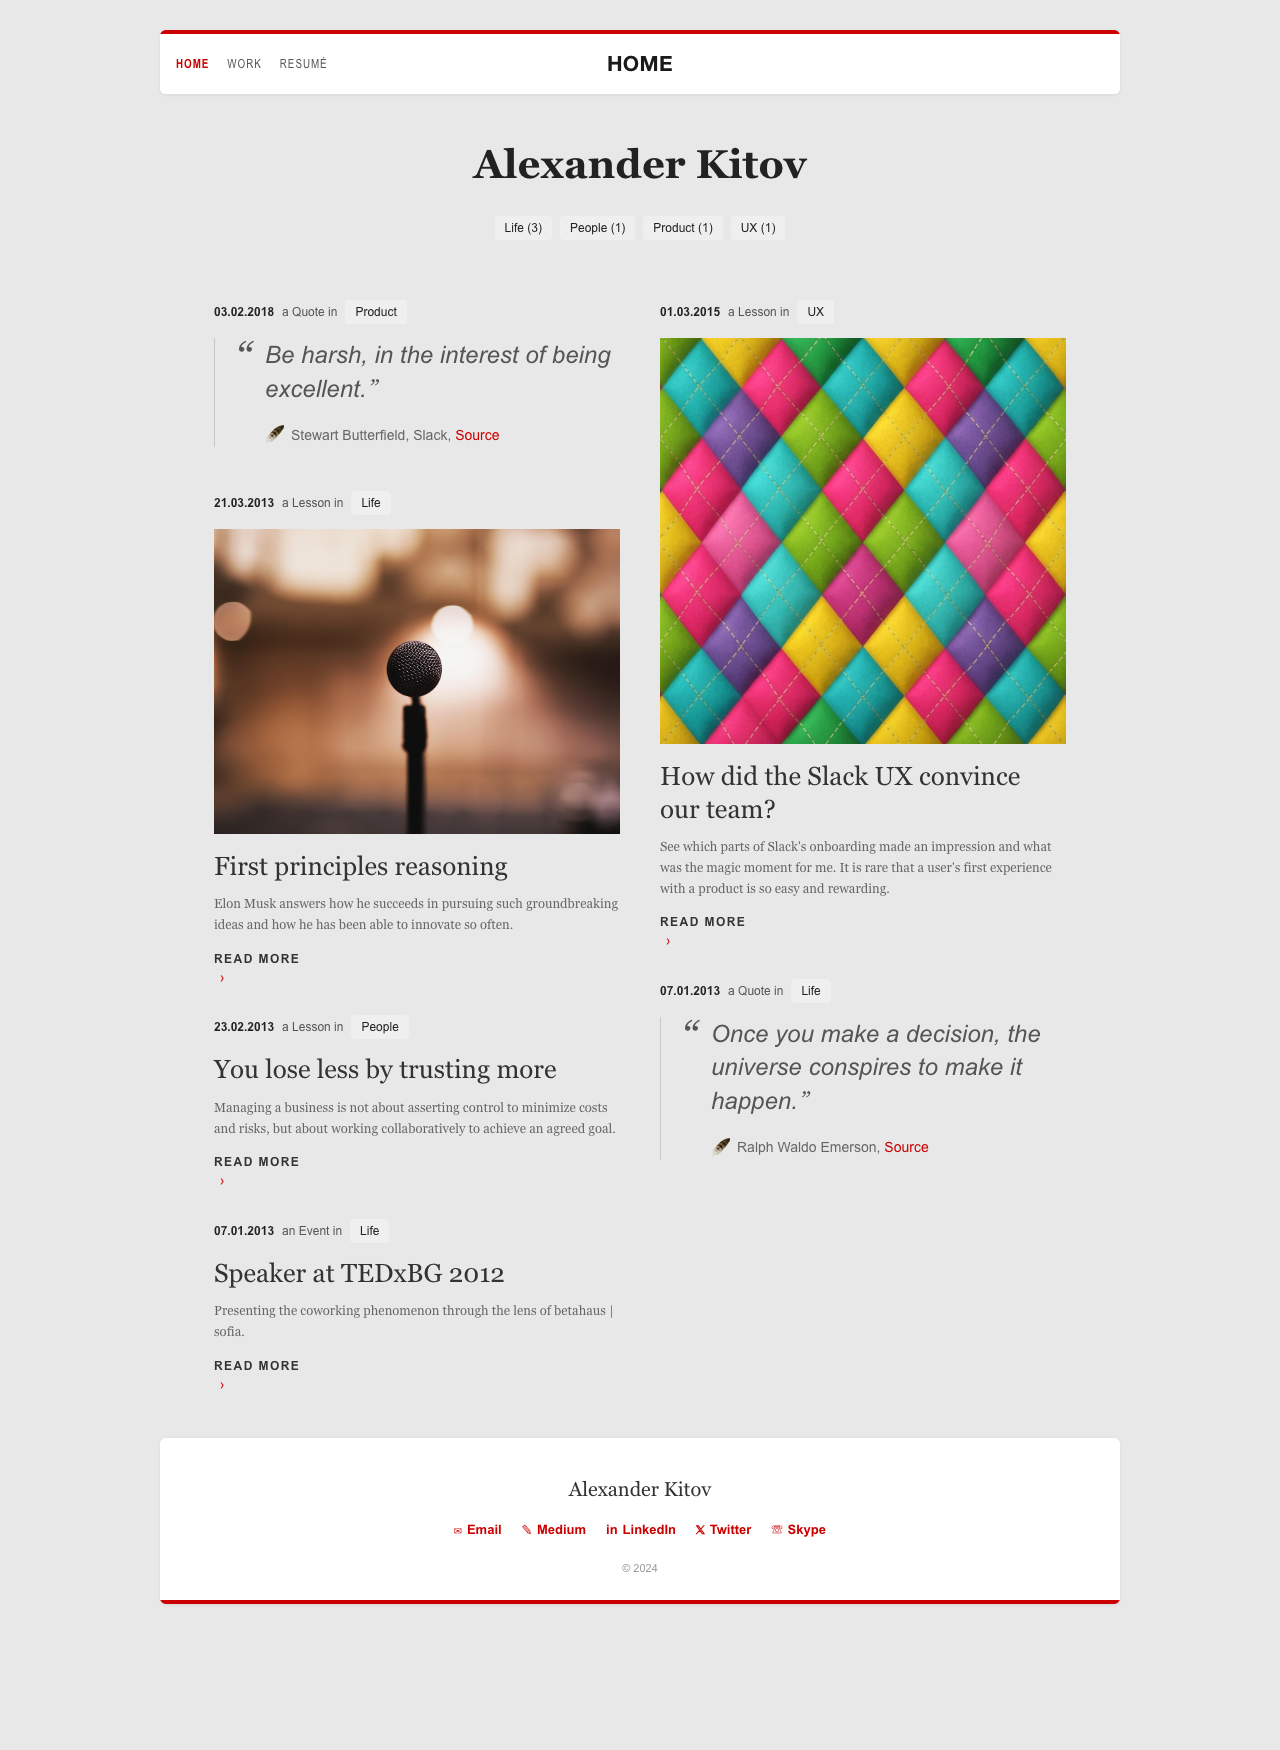 HOME WORK RESUMÉ HOME
Alexander Kitov
Life (3) People (1) Product (1) UX (1)
03.02.2018 a Quote in Product
“ Be harsh, in the interest of being
excellent.”
Stewart Butterfield, Slack, Source
21.03.2013 a Lesson in Life
First principles reasoning
Elon Musk answers how he succeeds in pursuing such groundbreaking
ideas and how he has been able to innovate so often.
READ MORE
›
23.02.2013 a Lesson in People
You lose less by trusting more
Managing a business is not about asserting control to minimize costs
and risks, but about working collaboratively to achieve an agreed goal.
READ MORE
›
07.01.2013 an Event in Life
Speaker at TEDxBG 2012
Presenting the coworking phenomenon through the lens of betahaus |
sofia.
READ MORE
›
01.03.2015 a Lesson in UX
How did the Slack UX convince
our team?
See which parts of Slack's onboarding made an impression and what
was the magic moment for me. It is rare that a user's first experience
with a product is so easy and rewarding.
READ MORE
›
07.01.2013 a Quote in Life
“ Once you make a decision, the
universe conspires to make it
happen.”
Ralph Waldo Emerson, Source
Alexander Kitov
✉ Email ✎ Medium in LinkedIn 𝕏 Twitter ☏ Skype
© 2024